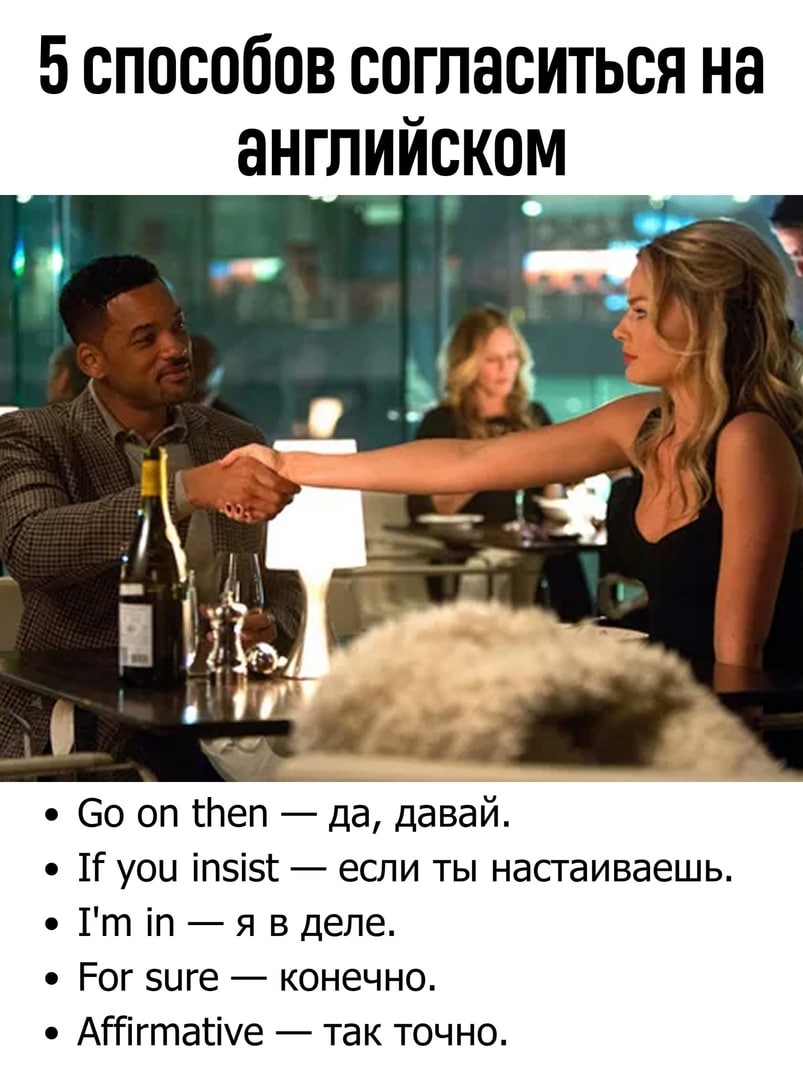 5 способов согласиться на
английском
• Go on then — да, давай.
• If you insist — если ты настаиваешь.
• I'm in — я в деле.
• For sure — конечно.
• Affirmative — так точно.